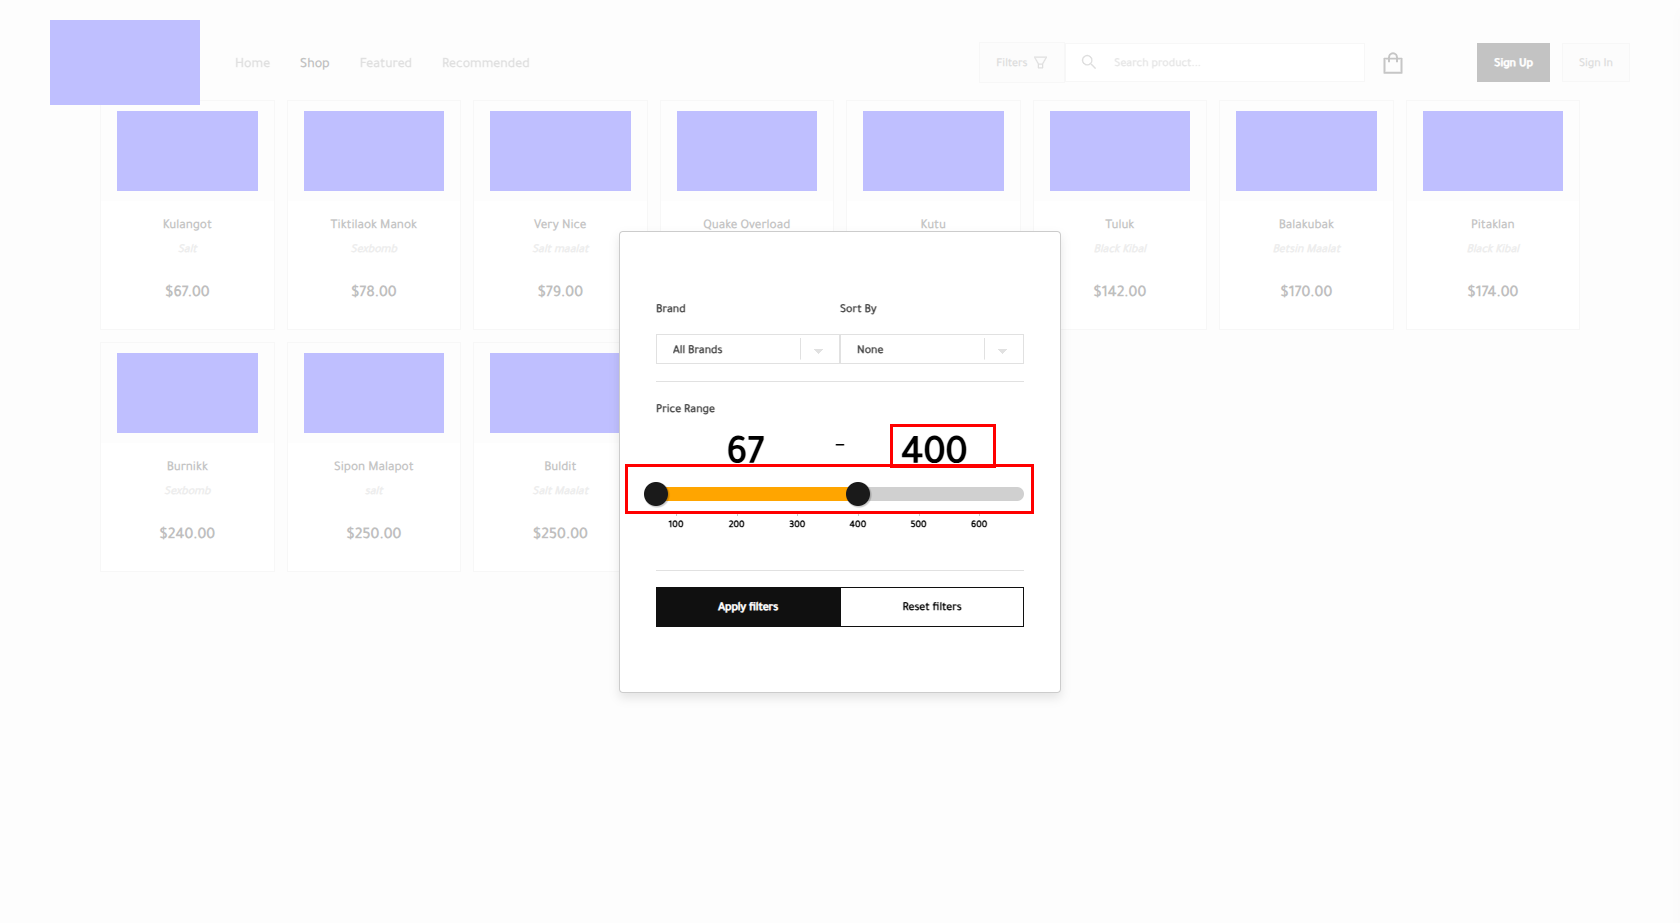 Home Shop Featured Recommended Filters Search product... Sign Up Sign In
Kulangot Tiktilaok Manok Very Nice Quake Overload Kutu Tuluk Balakubak Pitaklan
Salt Sexbomb Salt maalat Black Kibal Betsin Maalat Black Kibal
$67.00 $78.00 $79.00 $142.00 $170.00 $174.00
Burnikk Sipon Malapot Buldit
Sexbomb salt Salt Maalat
$240.00 $250.00 $250.00
Brand Sort By
All Brands None
Price Range
67 – 400
100 200 300 400 500 600
Apply filters Reset filters